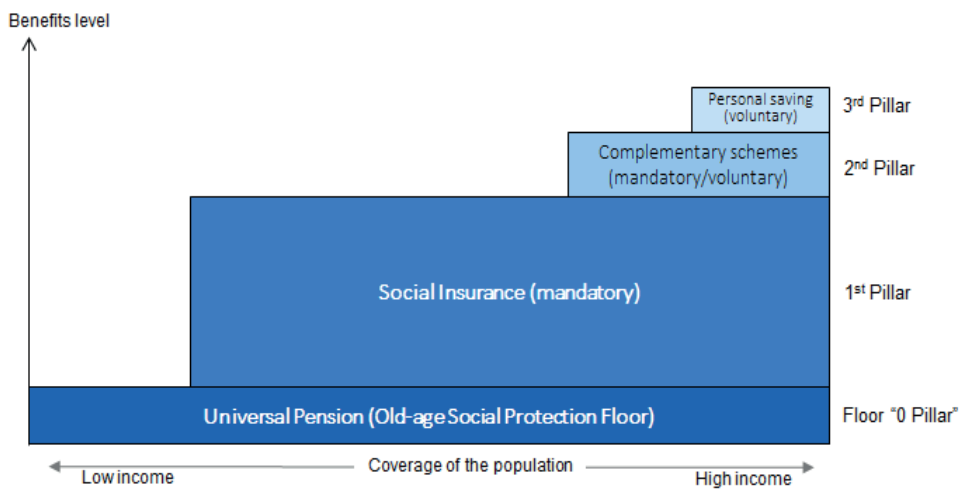 Benefits level
Personal saving
(voluntary)
3rd Pillar
Complementary schemes
(mandatory/voluntary)
2nd Pillar
Social Insurance (mandatory)
1st Pillar
Universal Pension (Old-age Social Protection Floor)
Floor “0 Pillar”
Coverage of the population
Low income
High income